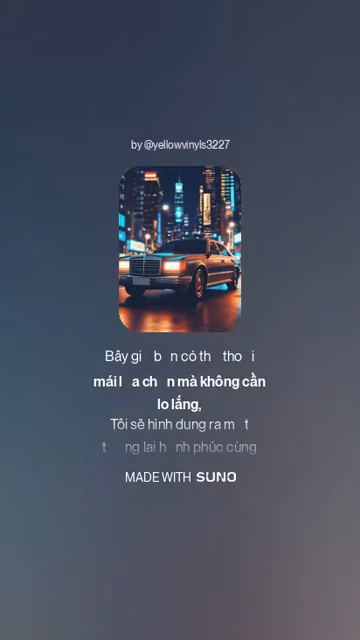 by @yellowvinyls3227
Bây gi b n có th tho i
mái l a ch n mà không cần
lo lắng,
Tôi sẽ hình dung ra m t
t ng lai h nh phúc cùng
MADE WITH SUNO